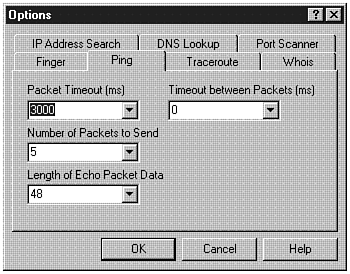 Options
IP Address Search DNS Lookup Port Scanner
Finger Ping Traceroute Whois
Packet Timeout (ms) Timeout between Packets (ms)
3000 0
Number of Packets to Send
5
Length of Echo Packet Data
48
OK Cancel Help